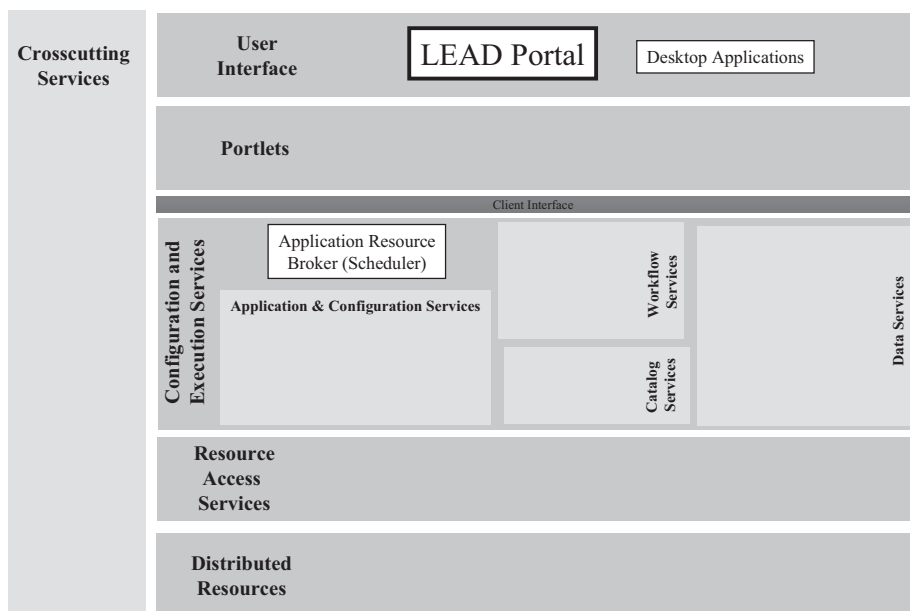 Crosscutting
Services
User
Interface
LEAD Portal
Desktop Applications
Portlets
Client Interface
Configuration and
Execution Services
Application Resource
Broker (Scheduler)
Application & Configuration Services
Workflow
Services
Catalog
Services
Data Services
Resource
Access
Services
Distributed
Resources